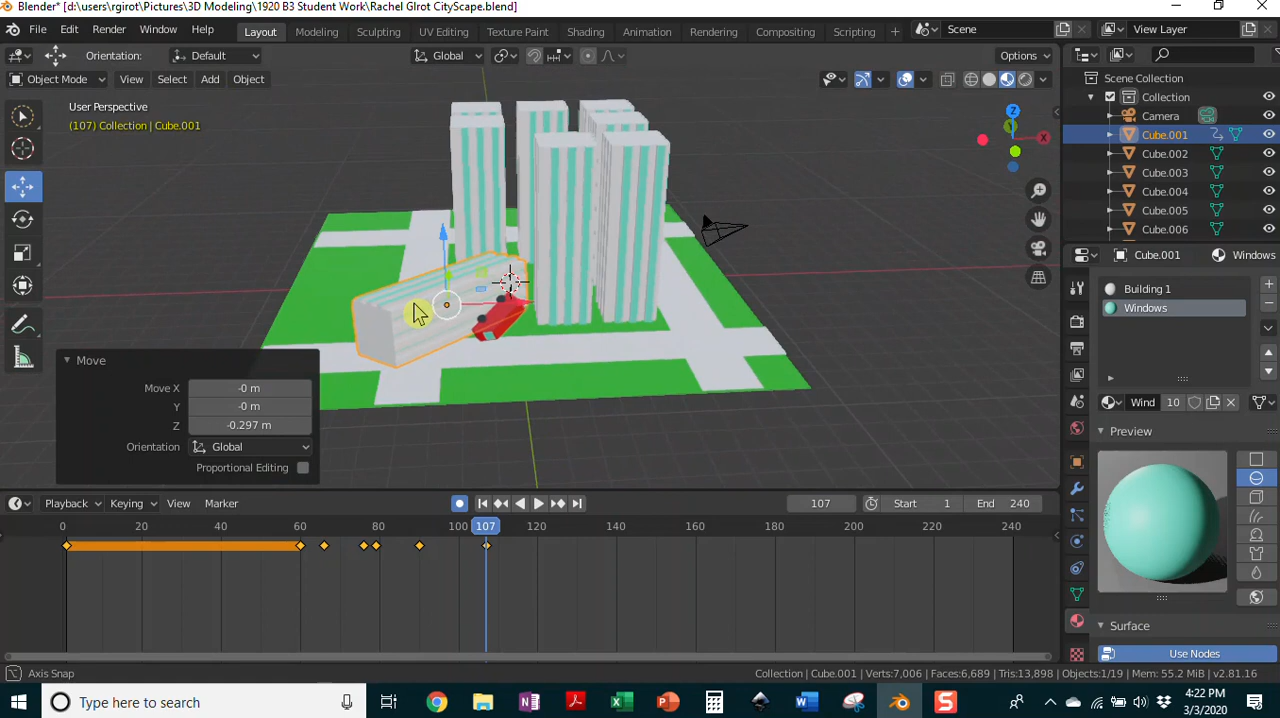 Blender* [d:\users\rgirot\Pictures\3D Modeling\1920 B3 Student Work\Rachel GIrot CityScape.blend]
File Edit Render Window Help Layout Modeling Sculpting UV Editing Texture Paint Shading Animation Rendering Compositing Scripting + Scene View Layer
Orientation: Default Global Options
Object Mode View Select Add Object
User Perspective
(107) Collection | Cube.001
Z
X
Scene Collection
Collection
Camera
Cube.001
Cube.002
Cube.003
Cube.004
Cube.005
Cube.006
Cube.001 Windows
Building 1
Windows
Wind 10
Preview
Surface
Use Nodes
Move
Move X -0 m
Y -0 m
Z -0.297 m
Orientation Global
Proportional Editing
Playback Keying View Marker 107 Start 1 End 240
0 20 40 60 80 100 107 120 140 160 180 200 220 240
Axis Snap Collection | Cube.001 | Verts:7,006 | Faces:6,689 | Tris:13,898 | Objects:1/19 | Mem: 55.2 MiB | v2.81.16
Type here to search
4:22 PM
3/3/2020